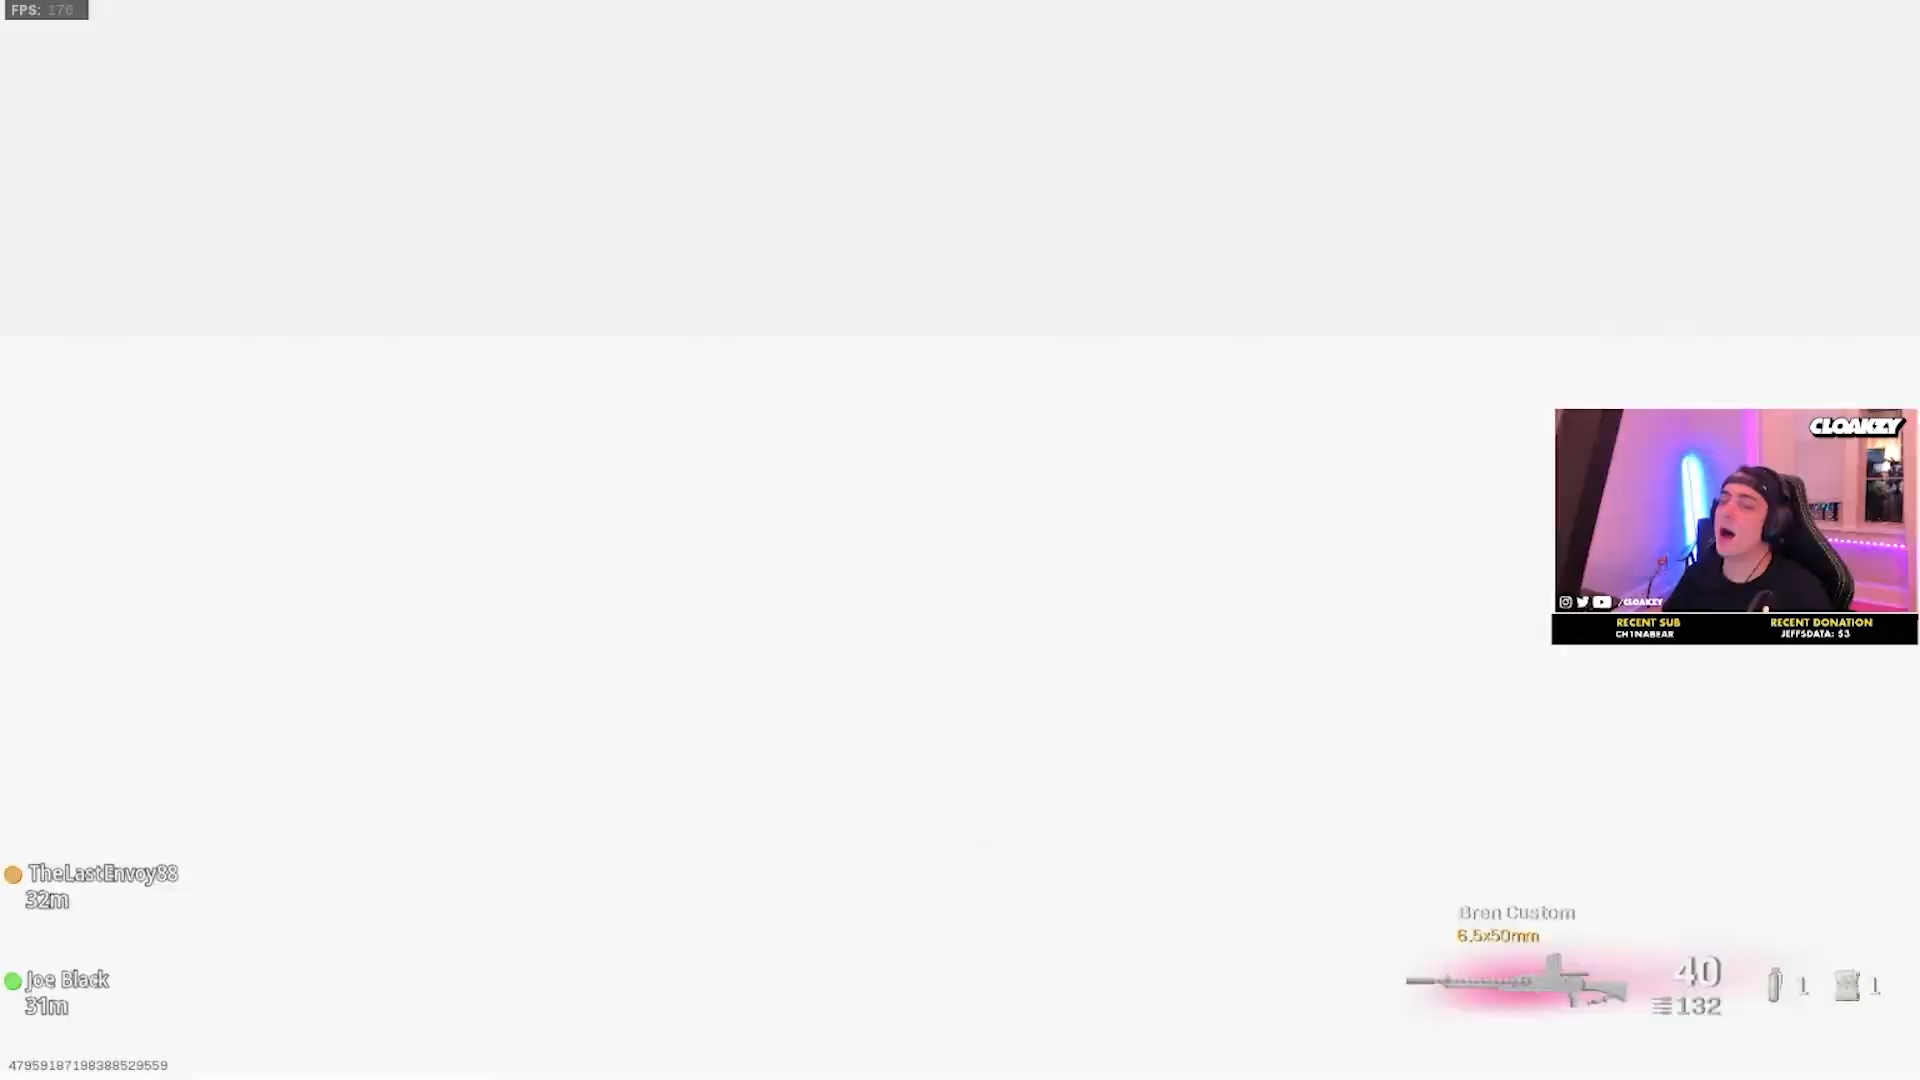 FPS: 170
CLOAKZY
/CLOAKZY
RECENT SUB
CH1NABEAR
RECENT DONATION
JEFFSDATA: $3
TheLastEnvoy88
32m
Joe Black
31m
Bren Custom
6.5x50mm
40
132
1
1
47959187198388529559